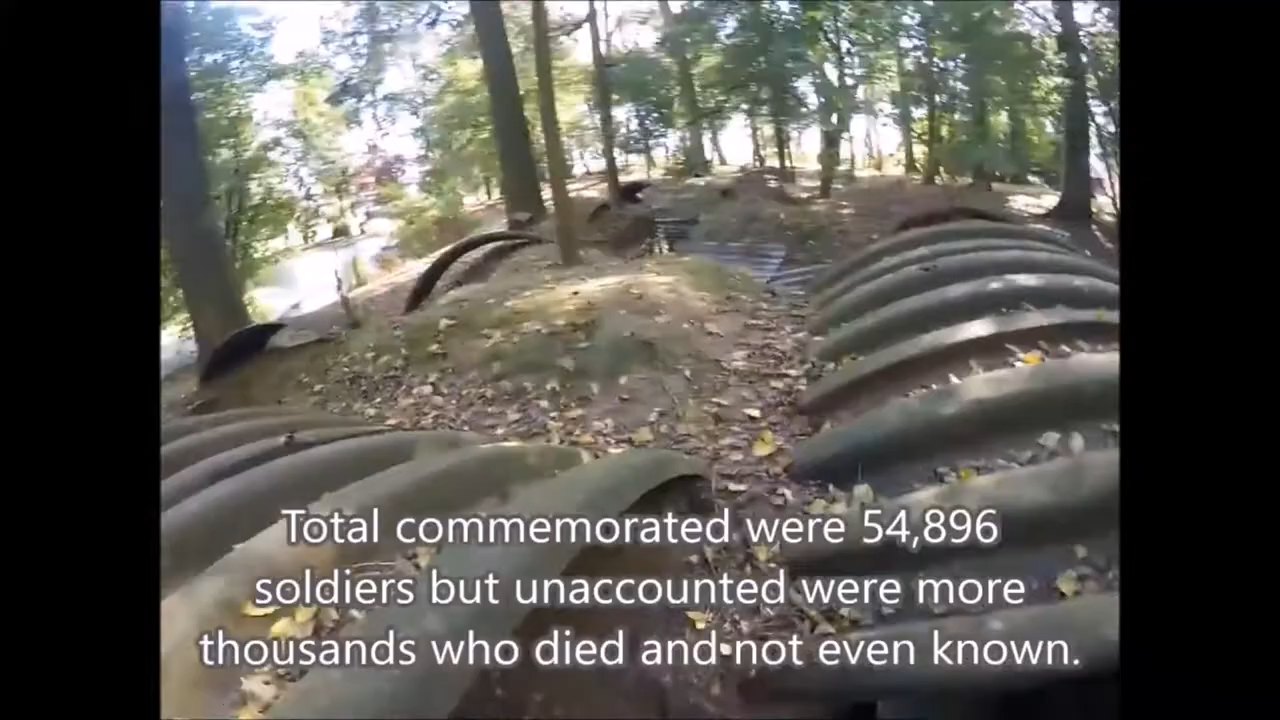 Total commemorated were 54,896
soldiers but unaccounted were more
thousands who died and not even known.